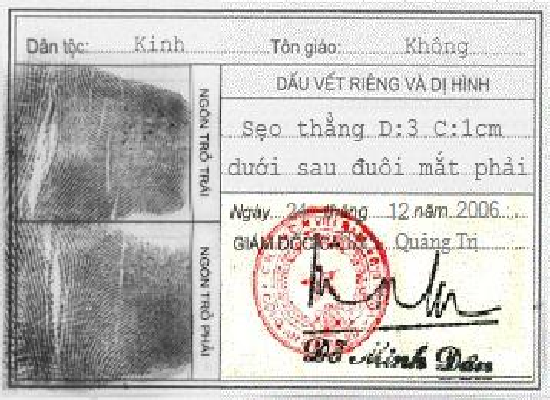 Dân tộc: Kinh Tôn giáo: Không
NGÓN TRỎ TRÁI
NGÓN TRỎ PHẢI
DẤU VẾT RIÊNG VÀ DỊ HÌNH
Sẹo thẳng D:3 C:1cm
dưới sau đuôi mắt phải
Ngày 24 tháng 12 năm 2006
GIÁM ĐỐC CA Quảng Trị
Đỗ Minh Dân